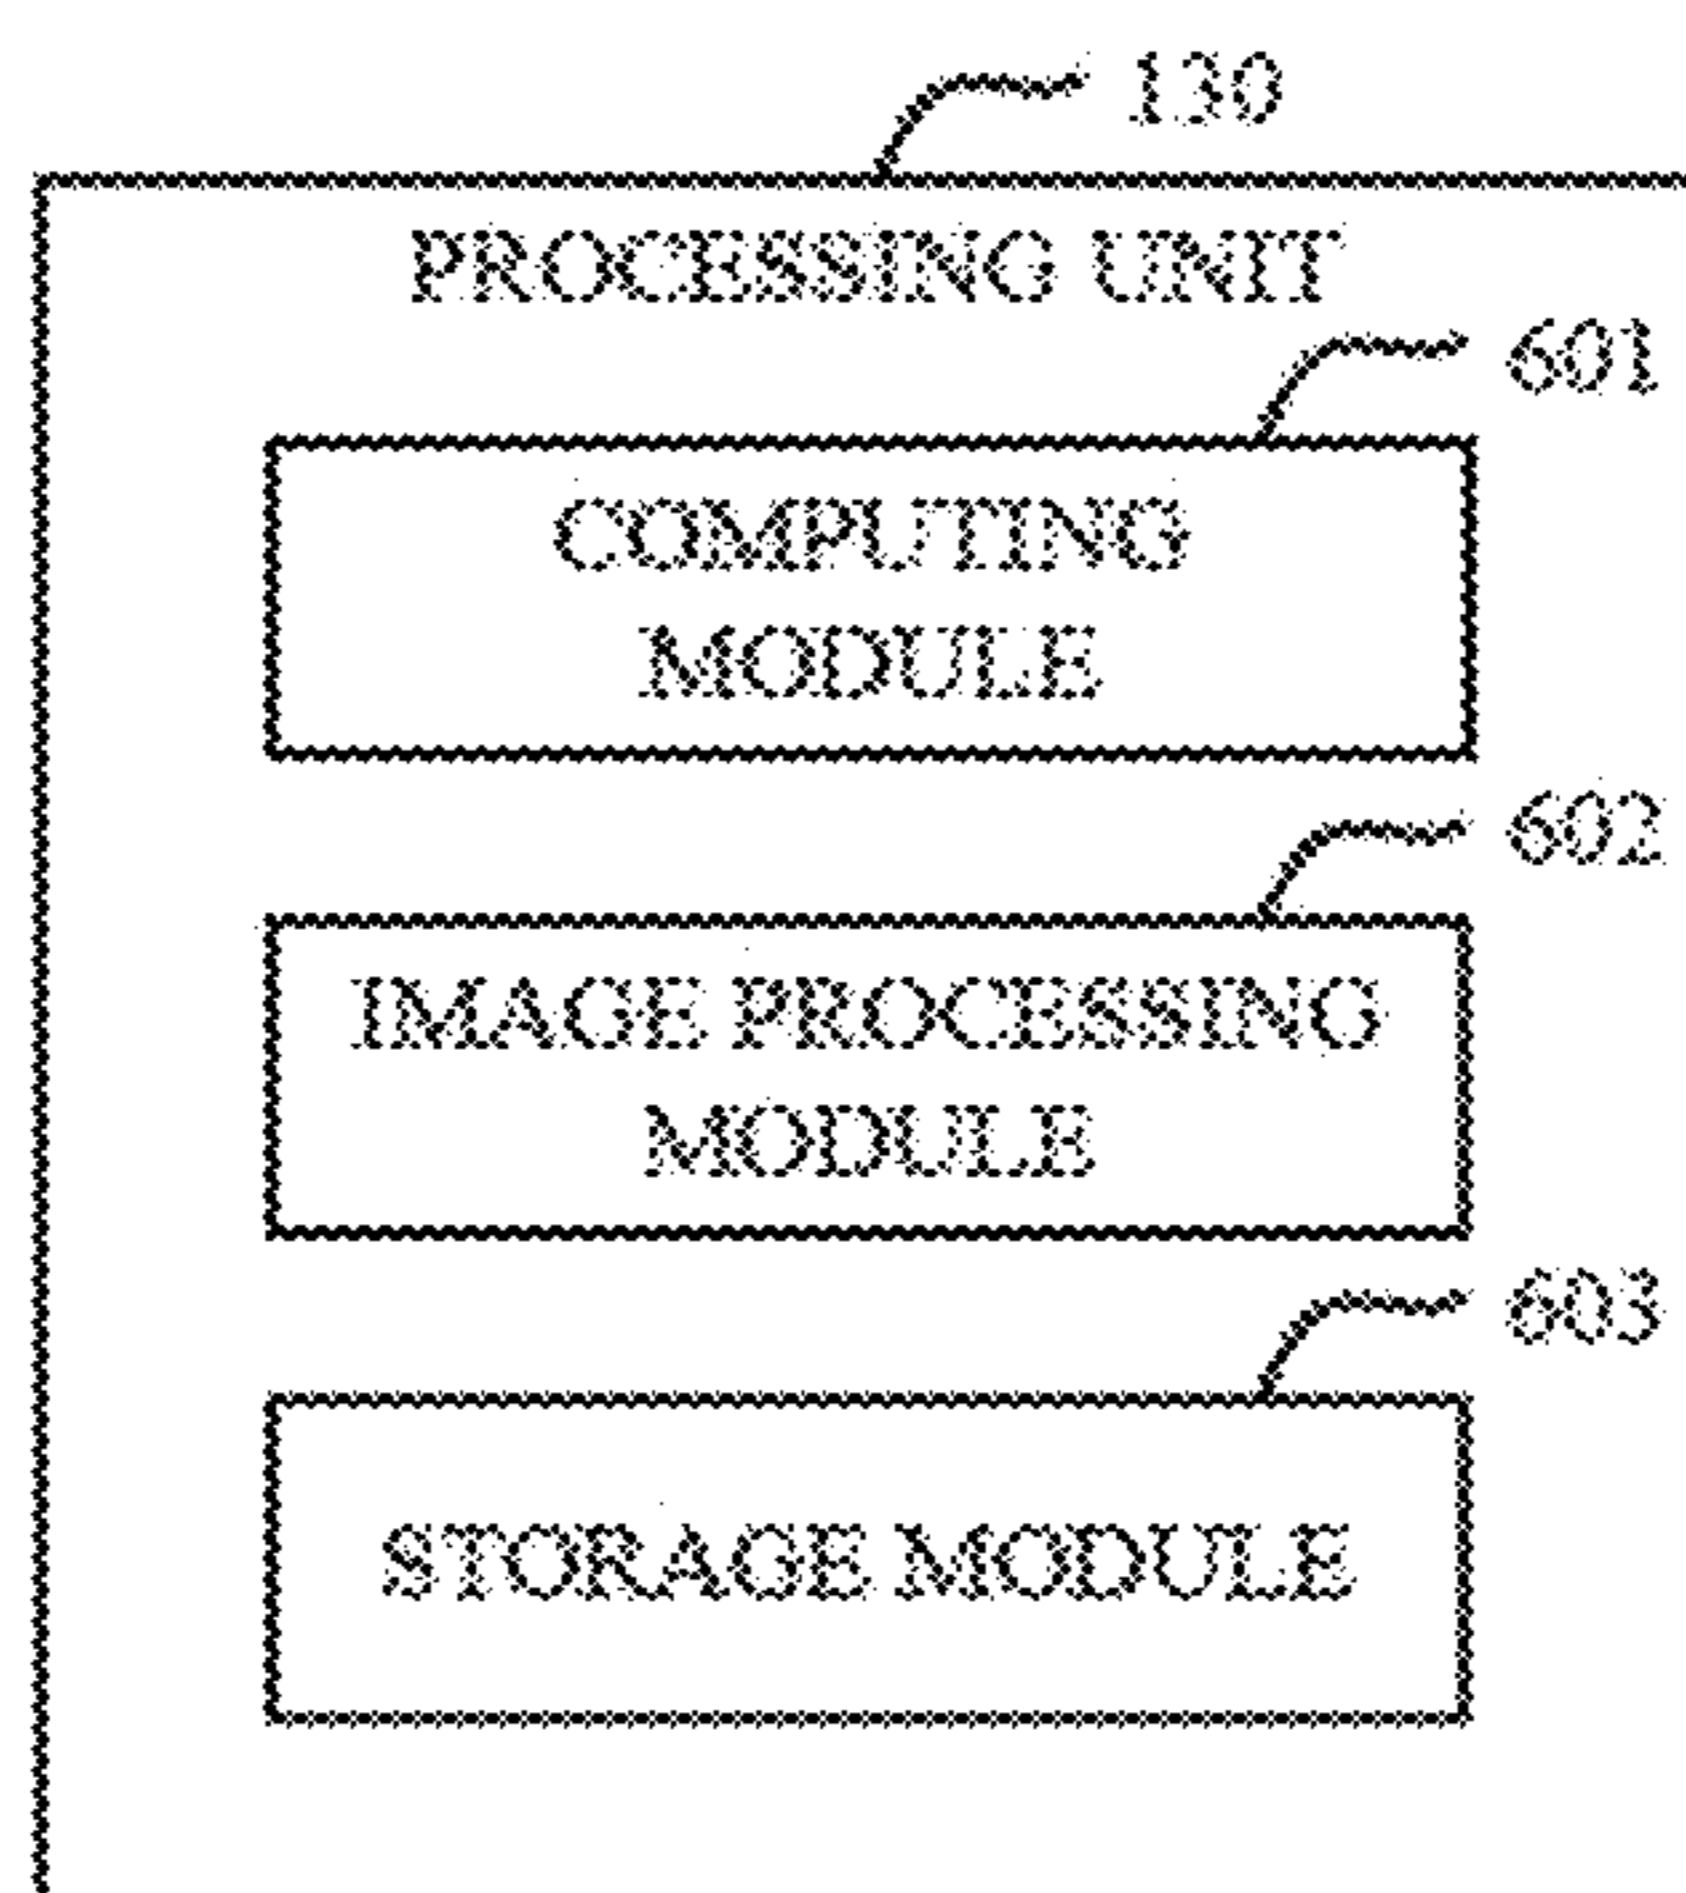 130
PROCESSING UNIT
601
COMPUTING
MODULE
602
IMAGE PROCESSING
MODULE
603
STORAGE MODULE